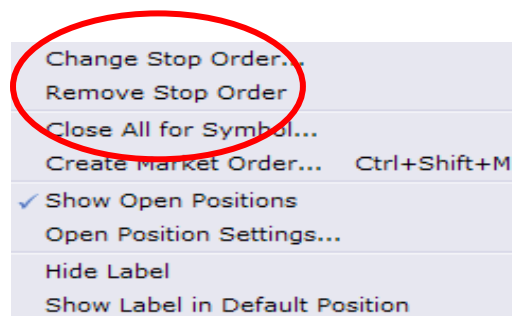 Change Stop Order...
Remove Stop Order
Close All for Symbol...
Create Market Order... Ctrl+Shift+M
Show Open Positions
Open Position Settings...
Hide Label
Show Label in Default Position